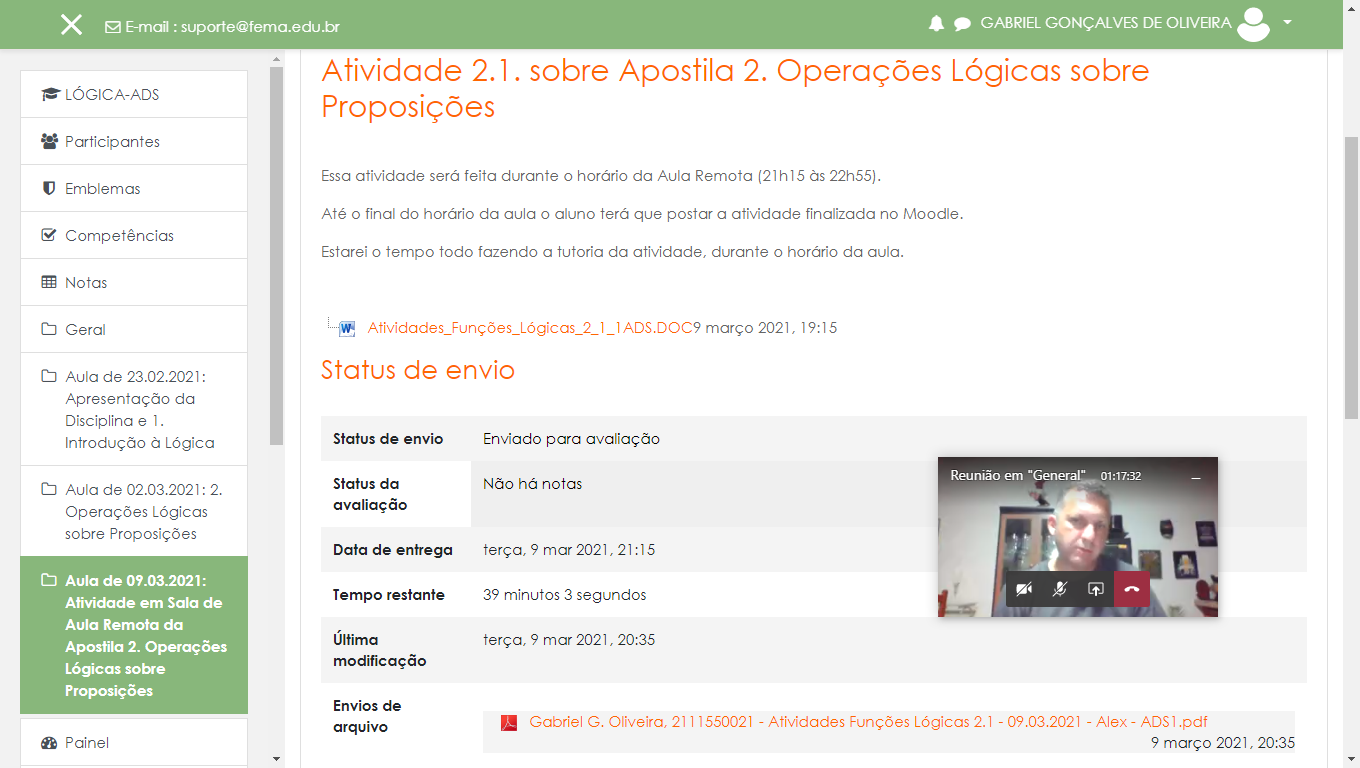 E-mail : suporte@fema.edu.br
GABRIEL GONÇALVES DE OLIVEIRA
LÓGICA-ADS
Participantes
Emblemas
Competências
Notas
Geral
Aula de 23.02.2021:
Apresentação da
Disciplina e 1.
Introdução à Lógica
Aula de 02.03.2021: 2.
Operações Lógicas
sobre Proposições
Aula de 09.03.2021:
Atividade em Sala de
Aula Remota da
Apostila 2. Operações
Lógicas sobre
Proposições
Painel
Atividade 2.1. sobre Apostila 2. Operações Lógicas sobre
Proposições
Essa atividade será feita durante o horário da Aula Remota (21h15 às 22h55).
Até o final do horário da aula o aluno terá que postar a atividade finalizada no Moodle.
Estarei o tempo todo fazendo a tutoria da atividade, durante o horário da aula.
Atividades_Funções_Lógicas_2_1_1ADS.DOC9 março 2021, 19:15
Status de envio
Status de envio Enviado para avaliação
Status da
avaliação
Não há notas
Data de entrega terça, 9 mar 2021, 21:15
Tempo restante 39 minutos 3 segundos
Última
modificação
terça, 9 mar 2021, 20:35
Envios de
arquivo
Gabriel G. Oliveira, 2111550021 - Atividades Funções Lógicas 2.1 - 09.03.2021 - Alex - ADS1.pdf
9 março 2021, 20:35
Reunião em "General" 01:17:32